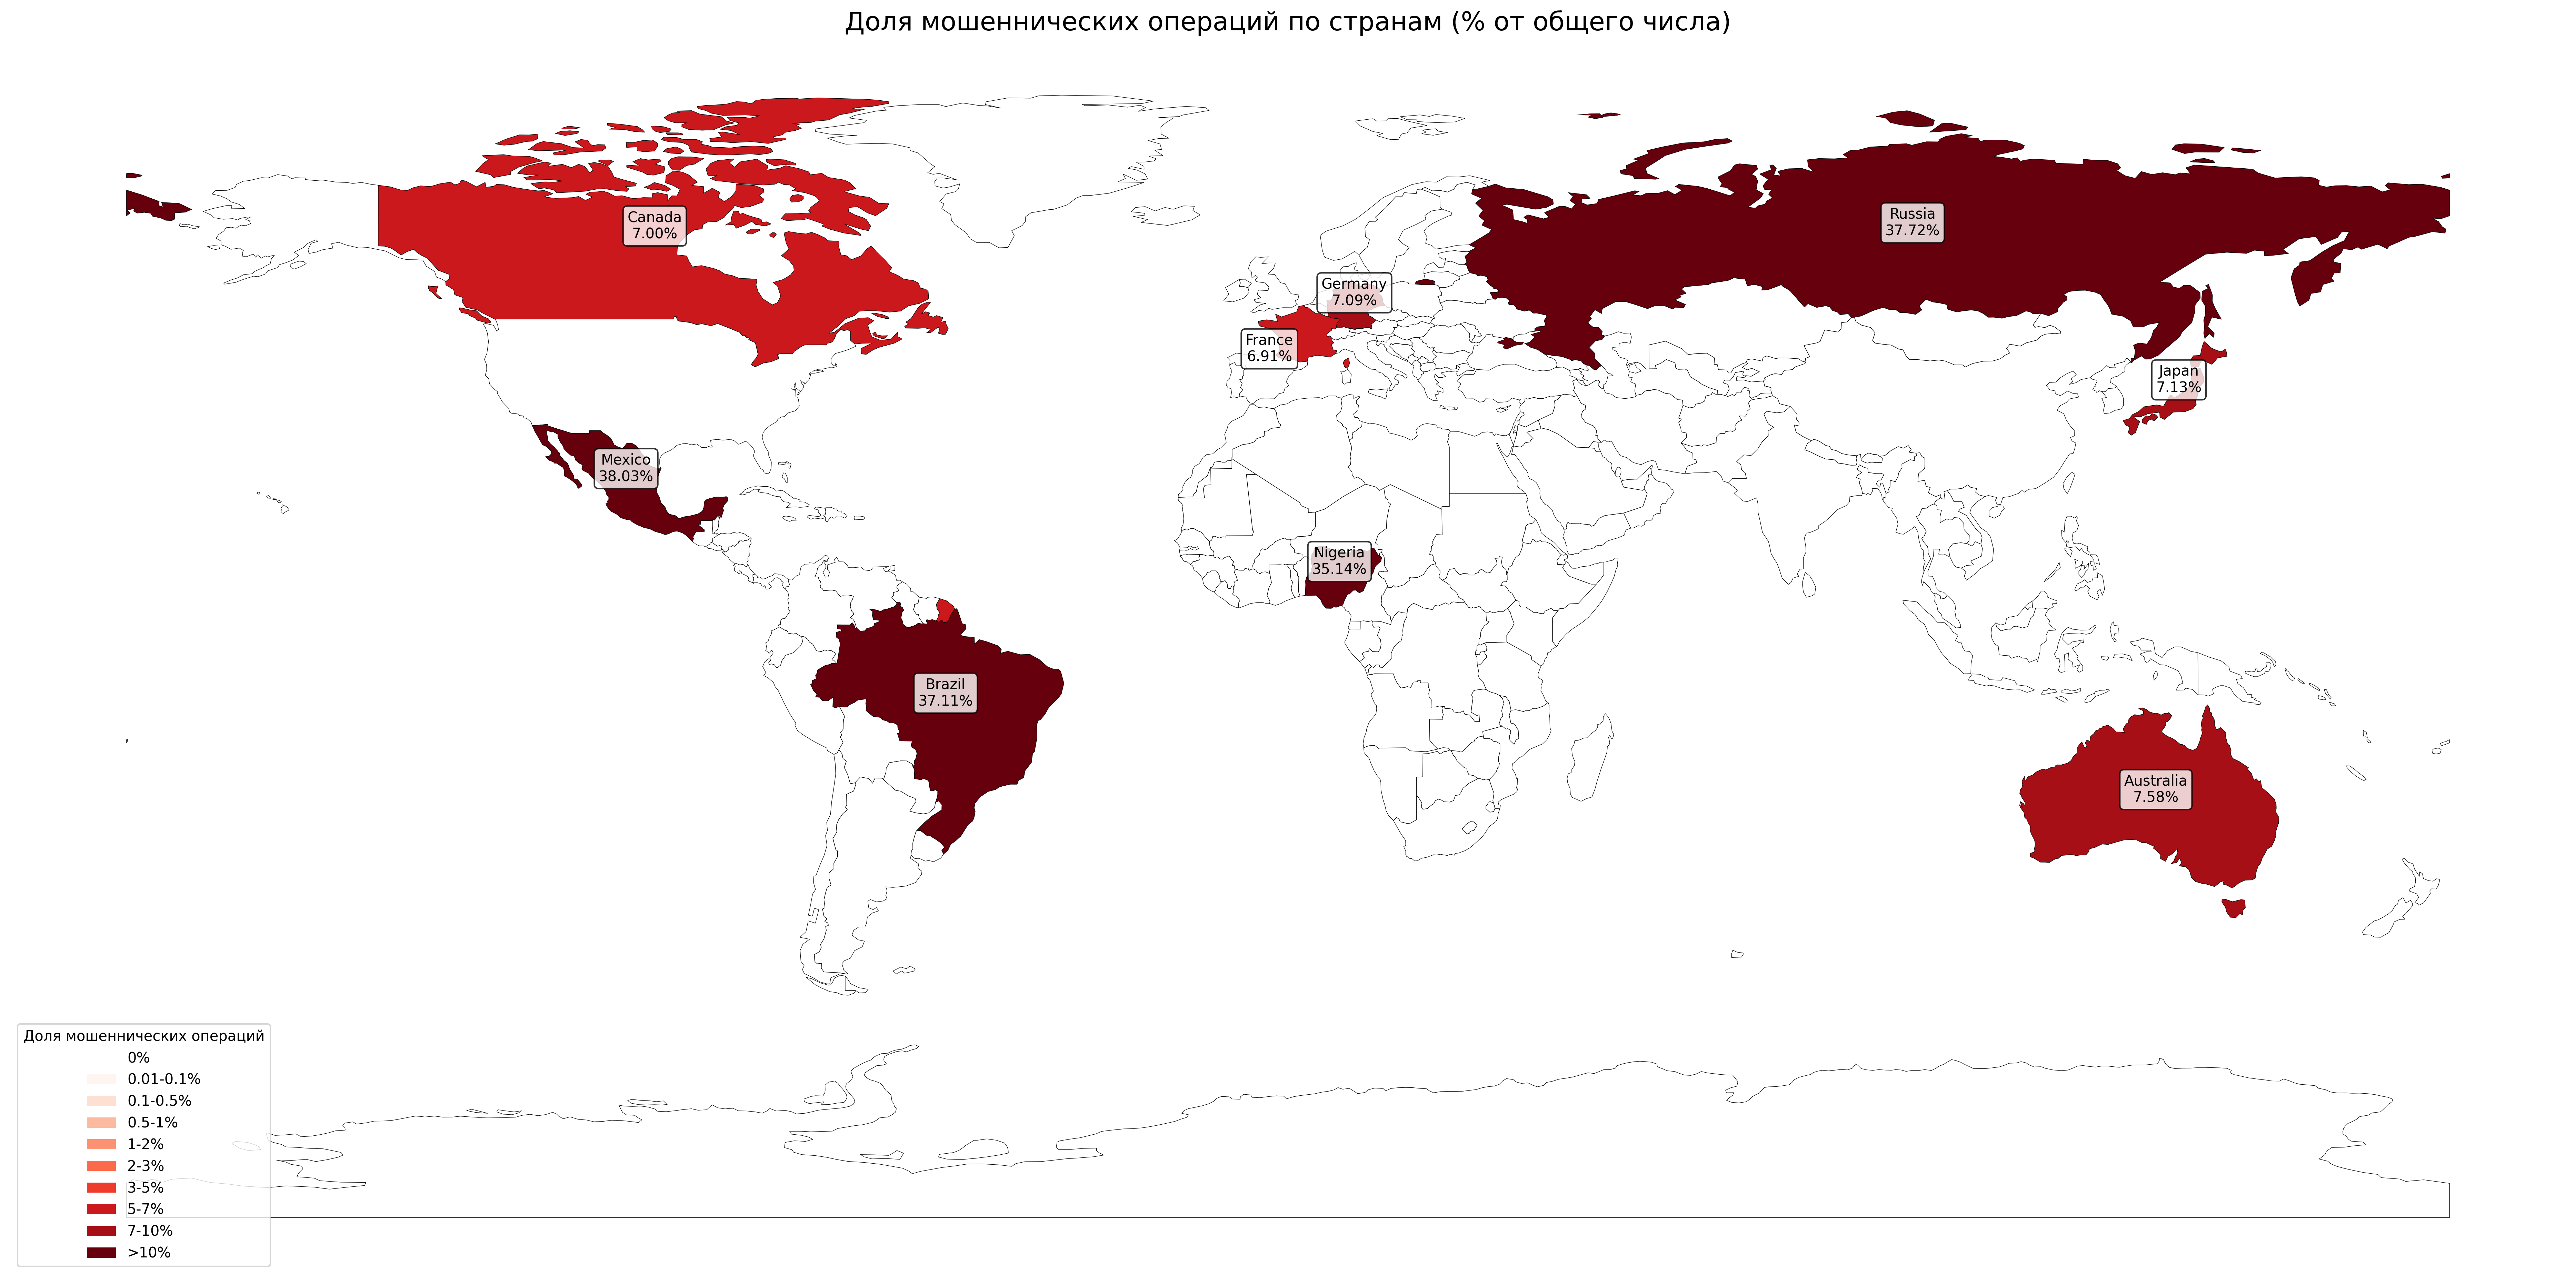 Доля мошеннических операций по странам (% от общего числа)
Canada
7.00%
Russia
37.72%
Germany
7.09%
France
6.91%
Japan
7.13%
Mexico
38.03%
Nigeria
35.14%
Brazil
37.11%
Australia
7.58%
Доля мошеннических операций
0%
0.01-0.1%
0.1-0.5%
0.5-1%
1-2%
2-3%
3-5%
5-7%
7-10%
>10%